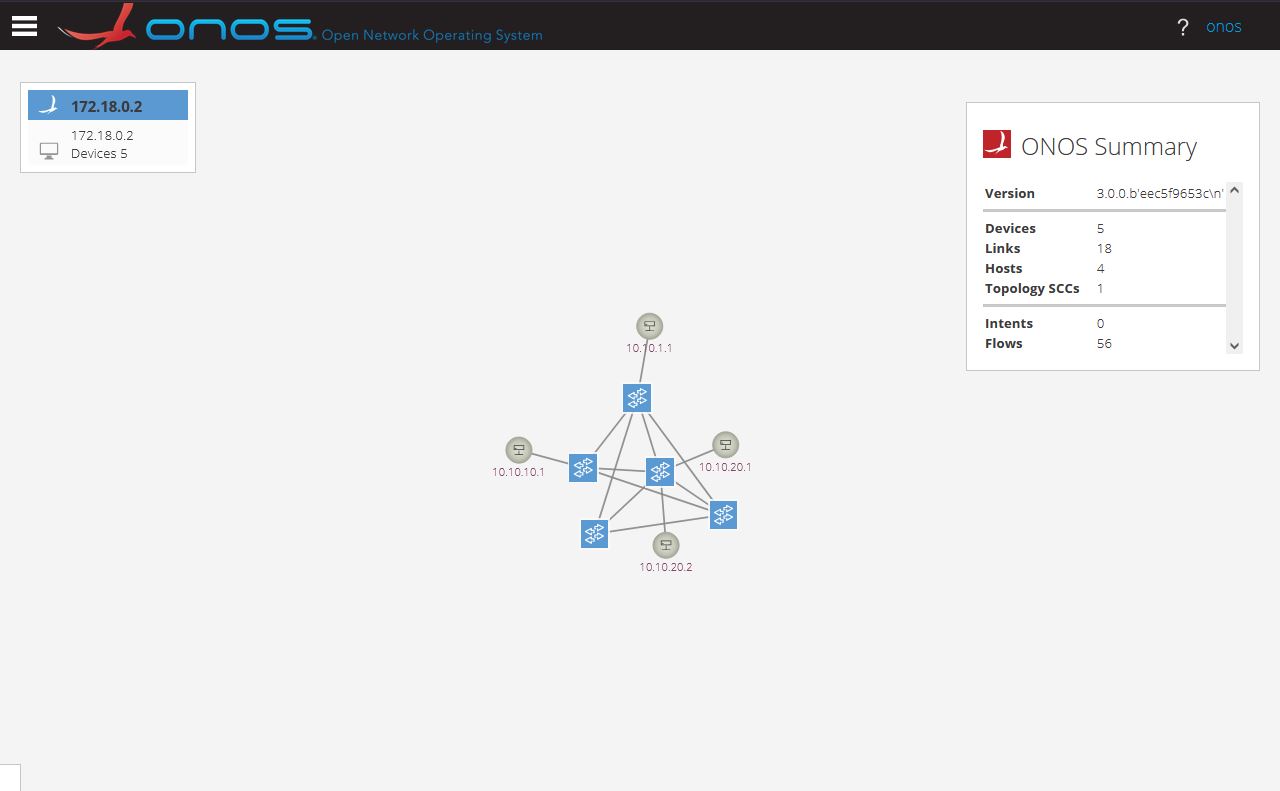 onos. Open Network Operating System
? onos
172.18.0.2
172.18.0.2
Devices 5
ONOS Summary
Version 3.0.0.b'eec5f9653c\n'
Devices 5
Links 18
Hosts 4
Topology SCCs 1
Intents 0
Flows 56
10.10.1.1
10.10.20.1
10.10.10.1
10.10.20.2